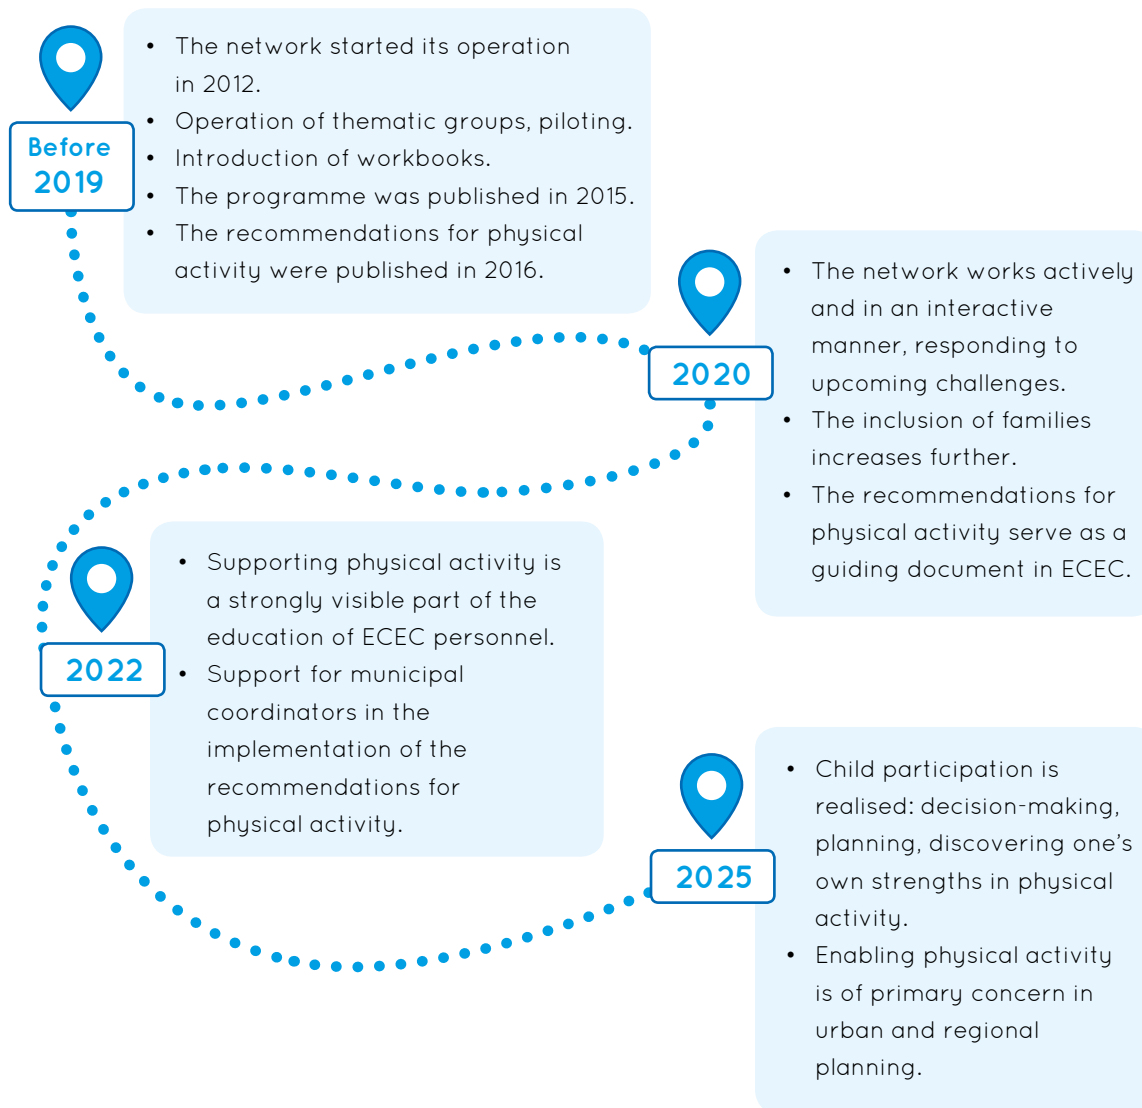 Before
2019
• The network started its operation
in 2012.
• Operation of thematic groups, piloting.
• Introduction of workbooks.
• The programme was published in 2015.
• The recommendations for physical
activity were published in 2016.
2020
• The network works actively
and in an interactive
manner, responding to
upcoming challenges.
• The inclusion of families
increases further.
• The recommendations for
physical activity serve as a
guiding document in ECEC.
2022
• Supporting physical activity is
a strongly visible part of the
education of ECEC personnel.
• Support for municipal
coordinators in the
implementation of the
recommendations for
physical activity.
2025
• Child participation is
realised: decision-making,
planning, discovering one’s
own strengths in physical
activity.
• Enabling physical activity
is of primary concern in
urban and regional
planning.